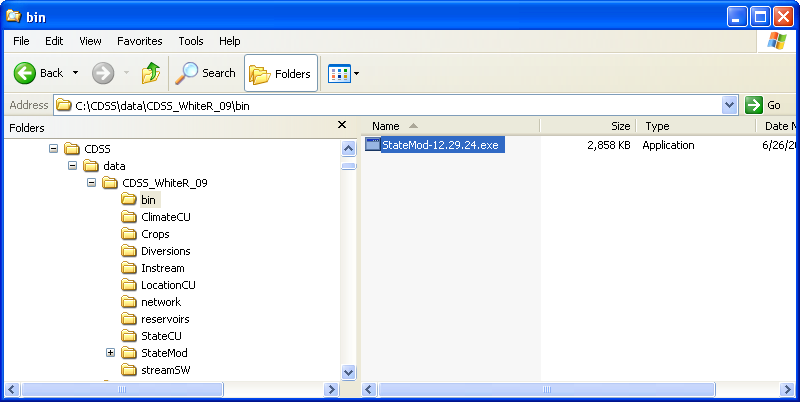 bin
File Edit View Favorites Tools Help
Back Search Folders
Address C:\CDSS\data\CDSS_WhiteR_09\bin Go
Folders
Name Size Type Date M
CDSS
data
CDSS_WhiteR_09
bin
ClimateCU
Crops
Diversions
Instream
LocationCU
network
reservoirs
StateCU
StateMod
streamSW
StateMod-12.29.24.exe 2,858 KB Application 6/26/20